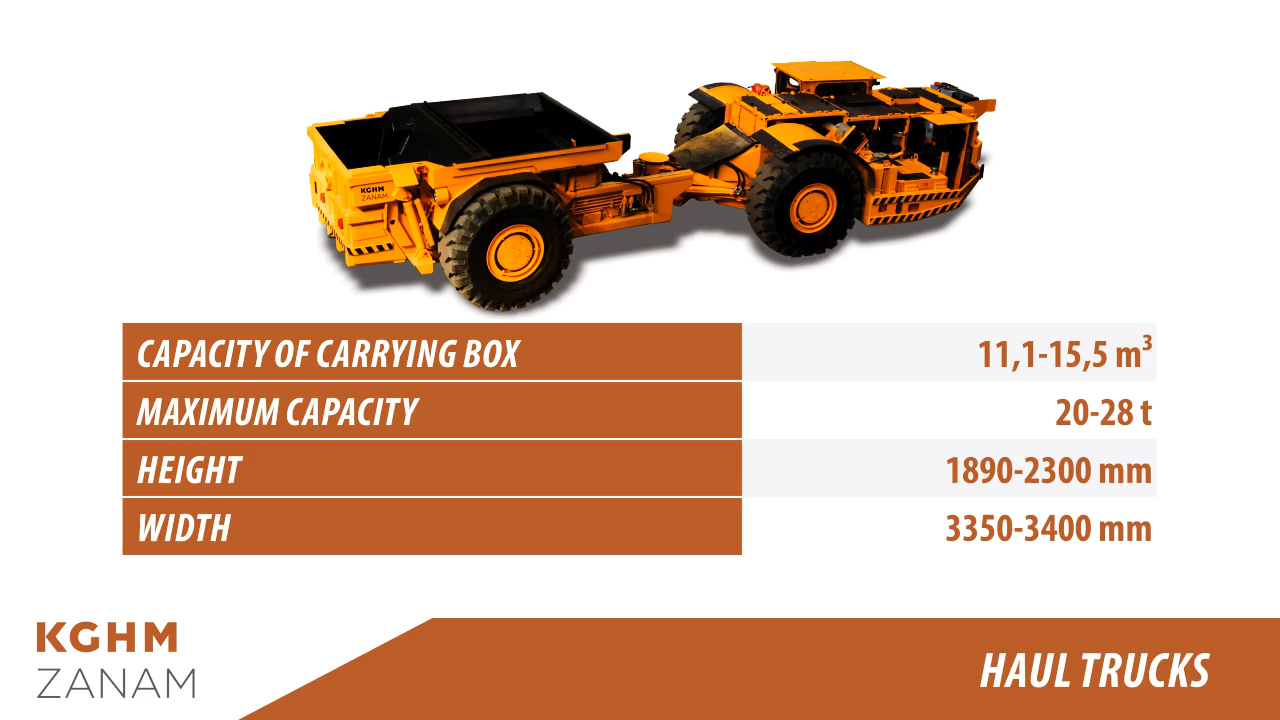 KGHM
ZANAM
CAPACITY OF CARRYING BOX 11,1-15,5 m³
MAXIMUM CAPACITY 20-28 t
HEIGHT 1890-2300 mm
WIDTH 3350-3400 mm
KGHM
ZANAM
HAUL TRUCKS